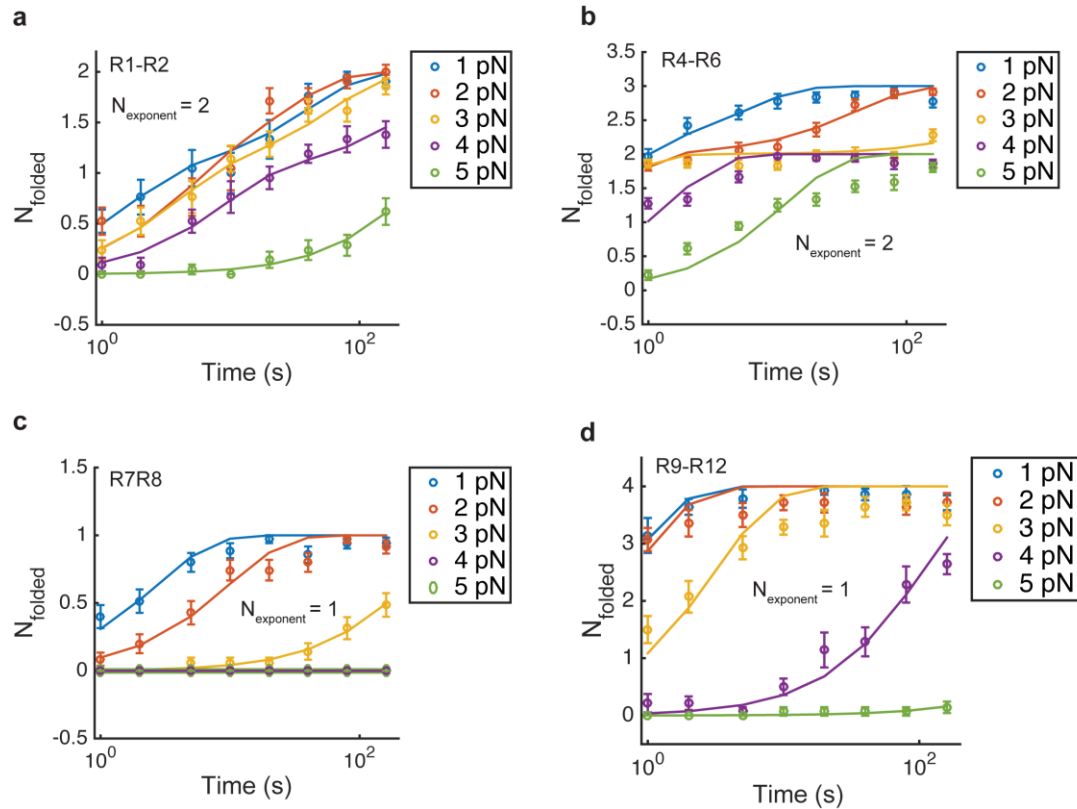 a
R1-R2
N_exponent = 2
2
1.5
1
0.5
0
-0.5
N_folded
10^0
10^2
Time (s)
1 pN
2 pN
3 pN
4 pN
5 pN
b
R4-R6
N_exponent = 2
3.5
3
2.5
2
1.5
1
0.5
0
-0.5
N_folded
10^0
10^2
Time (s)
1 pN
2 pN
3 pN
4 pN
5 pN
c
R7R8
N_exponent = 1
1.5
1
0.5
0
-0.5
N_folded
10^0
10^2
Time (s)
1 pN
2 pN
3 pN
4 pN
5 pN
d
R9-R12
N_exponent = 1
4
3
2
1
0
N_folded
10^0
10^2
Time (s)
1 pN
2 pN
3 pN
4 pN
5 pN